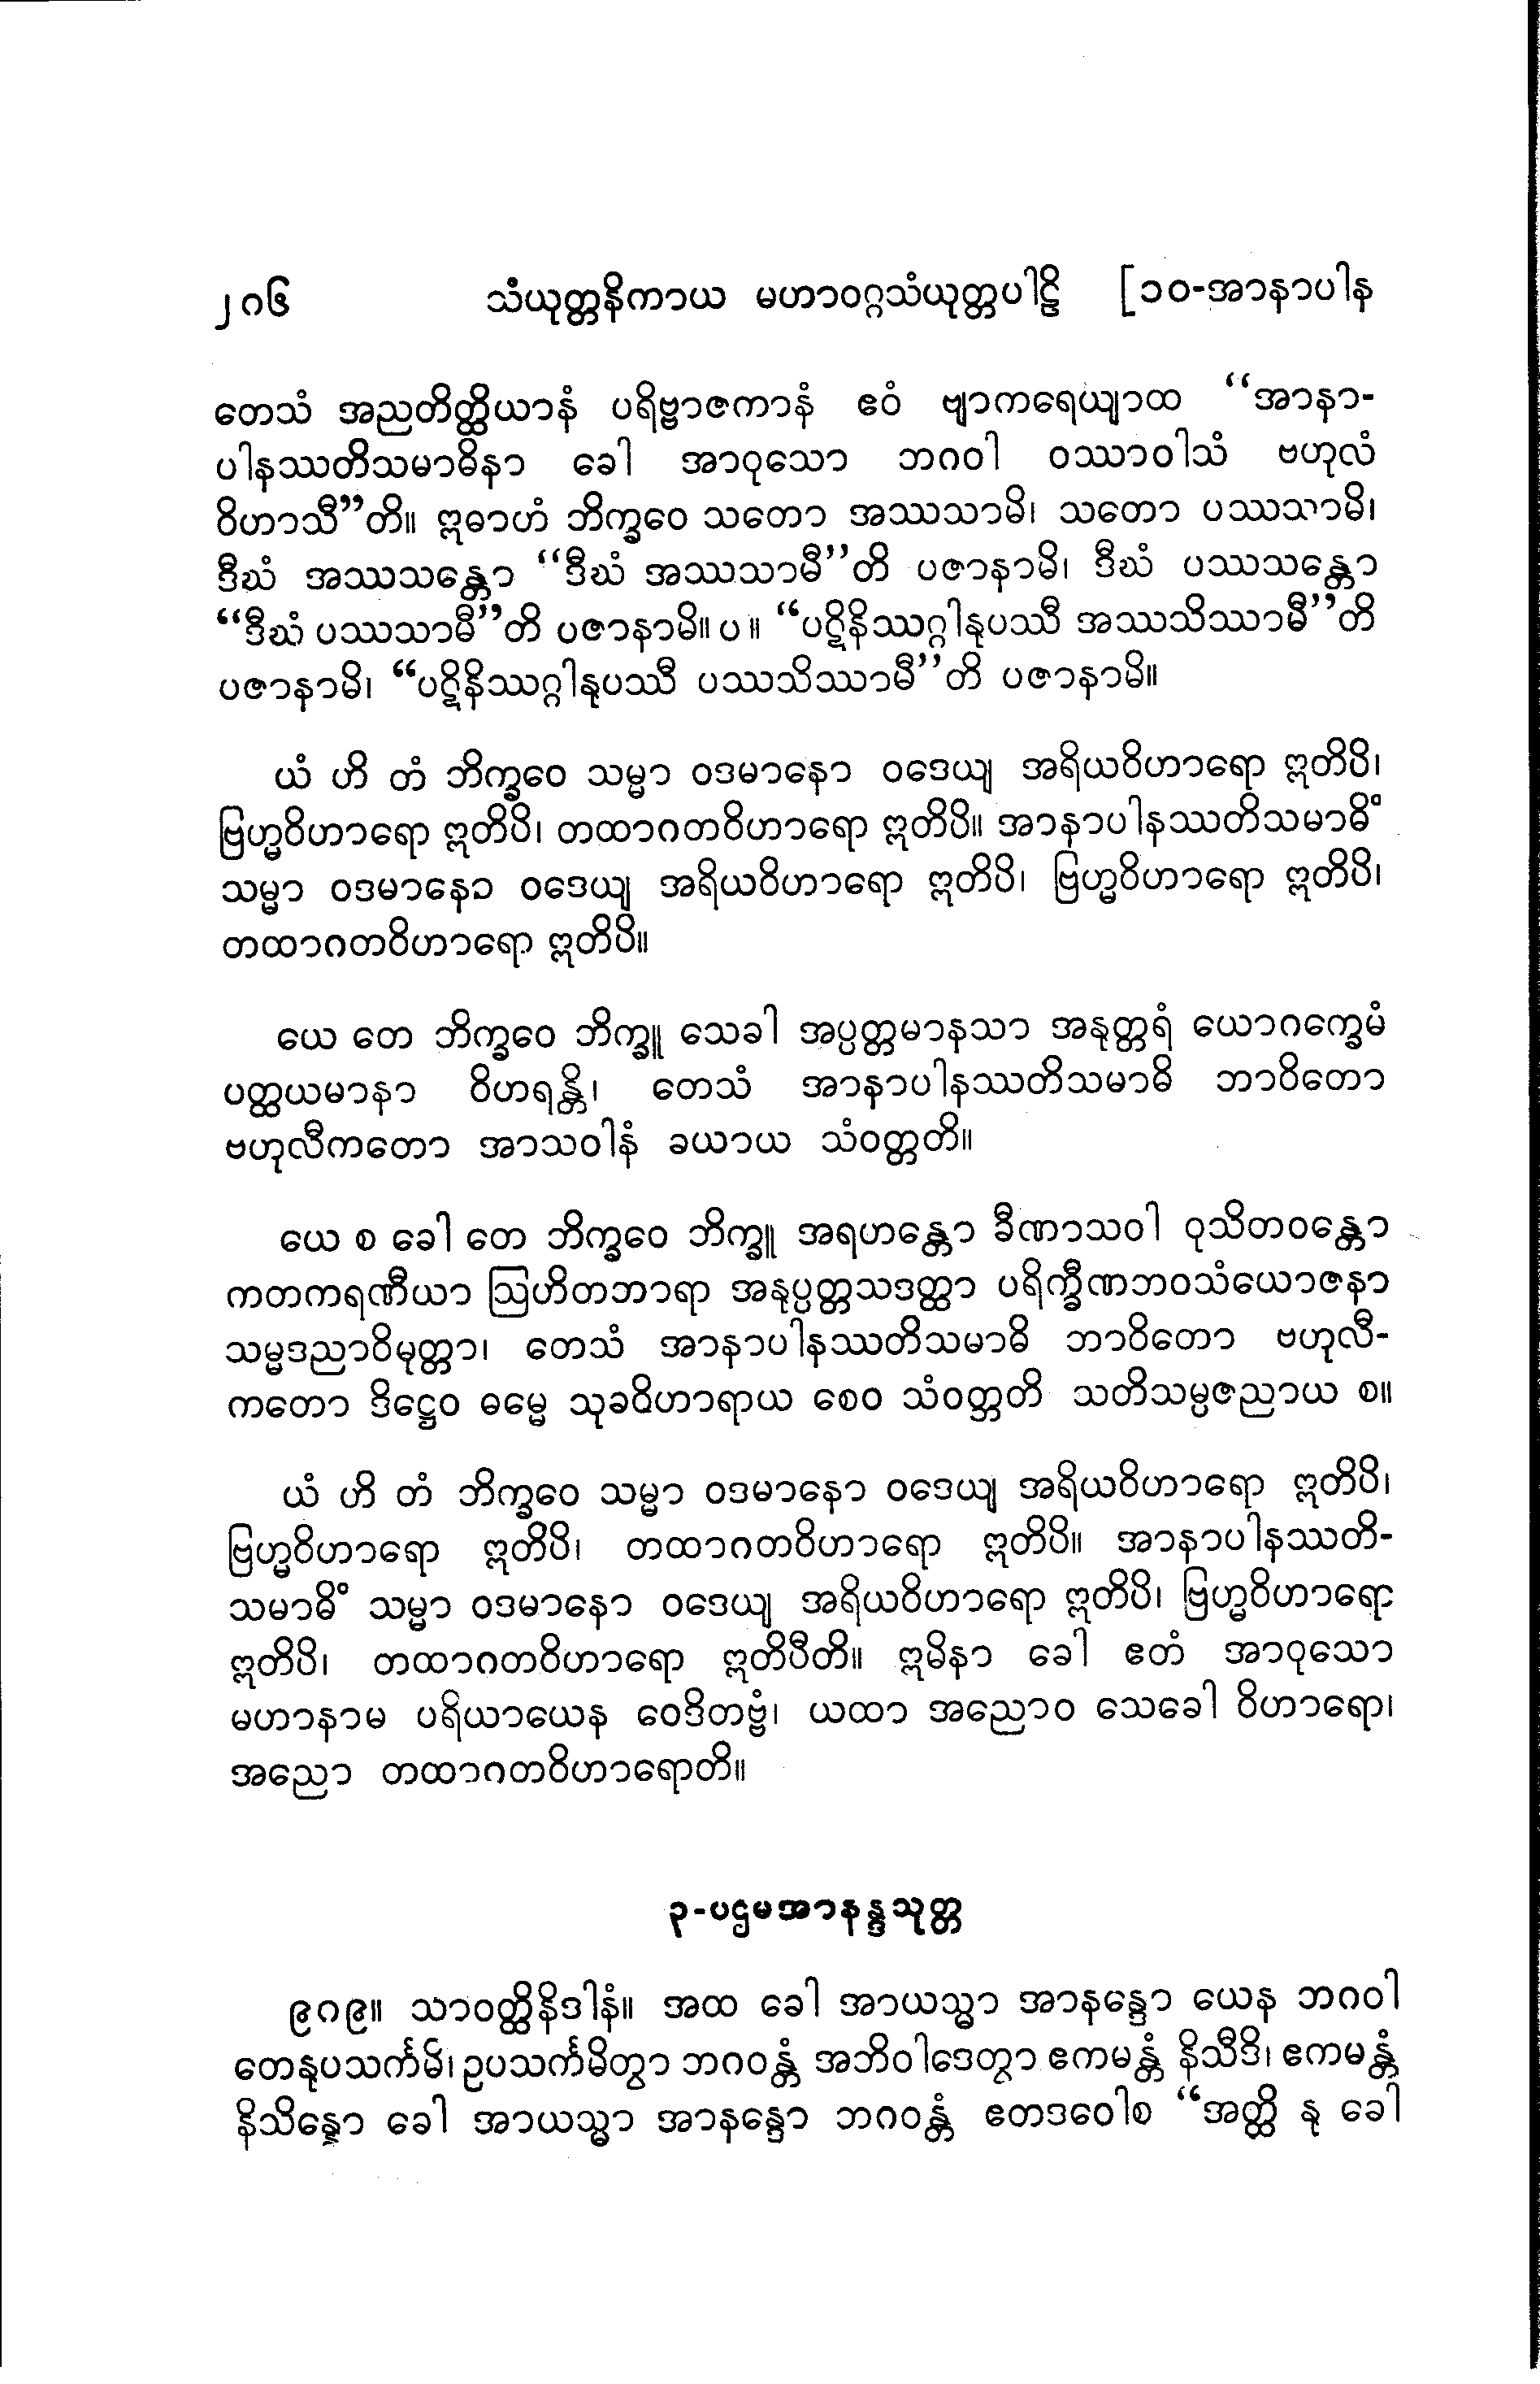 ၂၈၆ သံယုတ္တနိကာယ မဟာဝဂ္ဂသံယုတ္တပါဠိ [၁၀-အာနာပါန
တေသံ အညတိတ္ထိယာနံ ပရိဗ္ဗာဇကာနံ ဧဝံ ဗျာကရေယျာထ “အာနာ-
ပါနဿတိသမာဓိနာ ခေါ အာဝုသော ဘဂဝါ ဝဿာဝါသံ ဗဟုလံ
ဝိဟာသီ”တိ။ ဣဓာဟံ ဘိက္ခဝေ သတော အဿသာမိ၊ သတော ပဿသာမိ၊
ဒီဃံ အဿသန္တော “ဒီဃံ အဿသာမီ”တိ ပဇာနာမိ၊ ဒီဃံ ပဿသန္တော
“ဒီဃံ ပဿသာမီ”တိ ပဇာနာမိ။ ပ ။ “ပဋိနိဿဂ္ဂါနုပဿီ အဿသိဿာမီ”တိ
ပဇာနာမိ၊ “ပဋိနိဿဂ္ဂါနုပဿီ ပဿသိဿာမီ”တိ ပဇာနာမိ။
ယံ ဟိ တံ ဘိက္ခဝေ သမ္မာ ဝဒမာနော ဝဒေယျ အရိယဝိဟာရော ဣတိပိ၊
ဗြဟ္မဝိဟာရော ဣတိပိ၊ တထာဂတဝိဟာရော ဣတိပိ။ အာနာပါနဿတိသမာဓိံ
သမ္မာ ဝဒမာနော ဝဒေယျ အရိယဝိဟာရော ဣတိပိ၊ ဗြဟ္မဝိဟာရော ဣတိပိ၊
တထာဂတဝိဟာရော ဣတိပိ။
ယေ တေ ဘိက္ခဝေ ဘိက္ခူ သေခါ အပ္ပတ္တမာနသာ အနုတ္တရံ ယောဂက္ခေမံ
ပတ္ထယမာနာ ဝိဟရန္တိ၊ တေသံ အာနာပါနဿတိသမာဓိ ဘာဝိတော
ဗဟုလီကတော အာသဝါနံ ခယာယ သံဝတ္တတိ။
ယေ စ ခေါ တေ ဘိက္ခဝေ ဘိက္ခူ အရဟန္တော ခီဏာသဝါ ဝုသိတဝန္တော
ကတကရဏီယာ ဩဟိတဘာရာ အနုပ္ပတ္တသဒတ္ထာ ပရိက္ခီဏဘဝသံယောဇနာ
သမ္မဒညာဝိမုတ္တာ၊ တေသံ အာနာပါနဿတိသမာဓိ ဘာဝိတော ဗဟုလီ-
ကတော ဒိဋ္ဌေဝ ဓမ္မေ သုခဝိဟာရာယ စေဝ သံဝတ္တတိ သတိသမ္ပဇညာယ စ။
ယံ ဟိ တံ ဘိက္ခဝေ သမ္မာ ဝဒမာနော ဝဒေယျ အရိယဝိဟာရော ဣတိပိ၊
ဗြဟ္မဝိဟာရော ဣတိပိ၊ တထာဂတဝိဟာရော ဣတိပိ။ အာနာပါနဿတိ-
သမာဓိံ သမ္မာ ဝဒမာနော ဝဒေယျ အရိယဝိဟာရော ဣတိပိ၊ ဗြဟ္မဝိဟာရော
ဣတိပိ၊ တထာဂတဝိဟာရော ဣတိပီတိ။ ဣမိနာ ခေါ ဧတံ အာဝုသော
မဟာနာမ ပရိယာယေန ဝေဒိတဗ္ဗံ၊ ယထာ အညောဝ သေခေါ ဝိဟာရော၊
အညော တထာဂတဝိဟာရောတိ။
၃-ပဌမအာနန္ဒသုတ္တ
၉၈၉။ သာဝတ္ထိနိဒါနံ။ အထ ခေါ အာယသ္မာ အာနန္ဒော ယေန ဘဂဝါ
တေနုပသင်္ကမိ၊ ဥပသင်္ကမိတွာ ဘဂဝန္တံ အဘိဝါဒေတွာ ဧကမန္တံ နိသီဒိ၊ ဧကမန္တံ
နိသိန္နော ခေါ အာယသ္မာ အာနန္ဒော ဘဂဝန္တံ ဧတဒဝေါစ “အတ္ထိ နု ခေါ